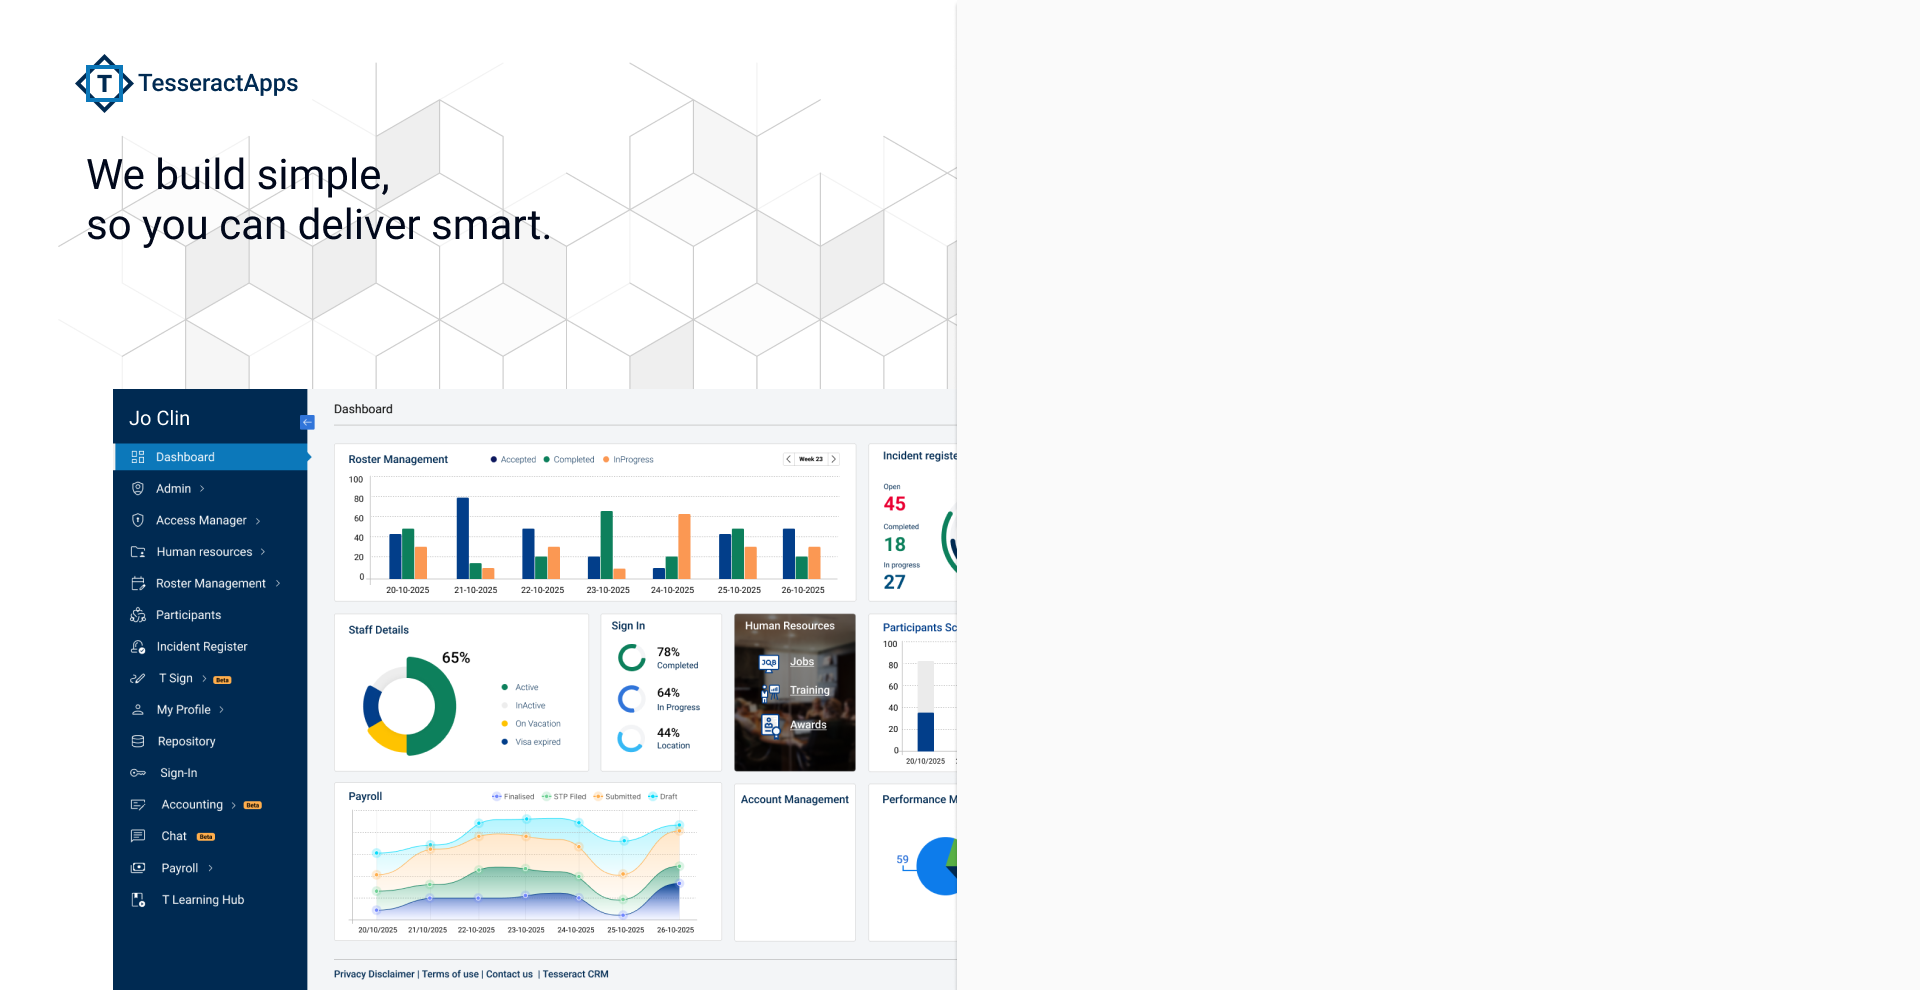 T TesseractApps
We build simple,
so you can deliver smart.
Jo Clin
Dashboard
Admin
Access Manager
Human resources
Roster Management
Participants
Incident Register
T Sign Beta
My Profile
Repository
Sign-In
Accounting Beta
Chat Beta
Payroll
T Learning Hub
Dashboard
Roster Management
Accepted Completed InProgress
Week 23
100
80
60
40
20
0
20-10-2025 21-10-2025 22-10-2025 23-10-2025 24-10-2025 25-10-2025 26-10-2025
Incident registe
Open
45
Completed
18
In progress
27
Staff Details
65%
Active
InActive
On Vacation
Visa expired
Sign In
78%
Completed
64%
In Progress
44%
Location
Human Resources
JOB Jobs
Training
Awards
Participants Sc
100
80
60
40
20
0
20/10/2025
Payroll
Finalised STP Filed Submitted Draft
20/10/2025 21/10/2025 22-10-2025 23-10-2025 24-10-2025 25-10-2025 26-10-2025
Account Management
Performance M
59
Privacy Disclaimer | Terms of use | Contact us | Tesseract CRM